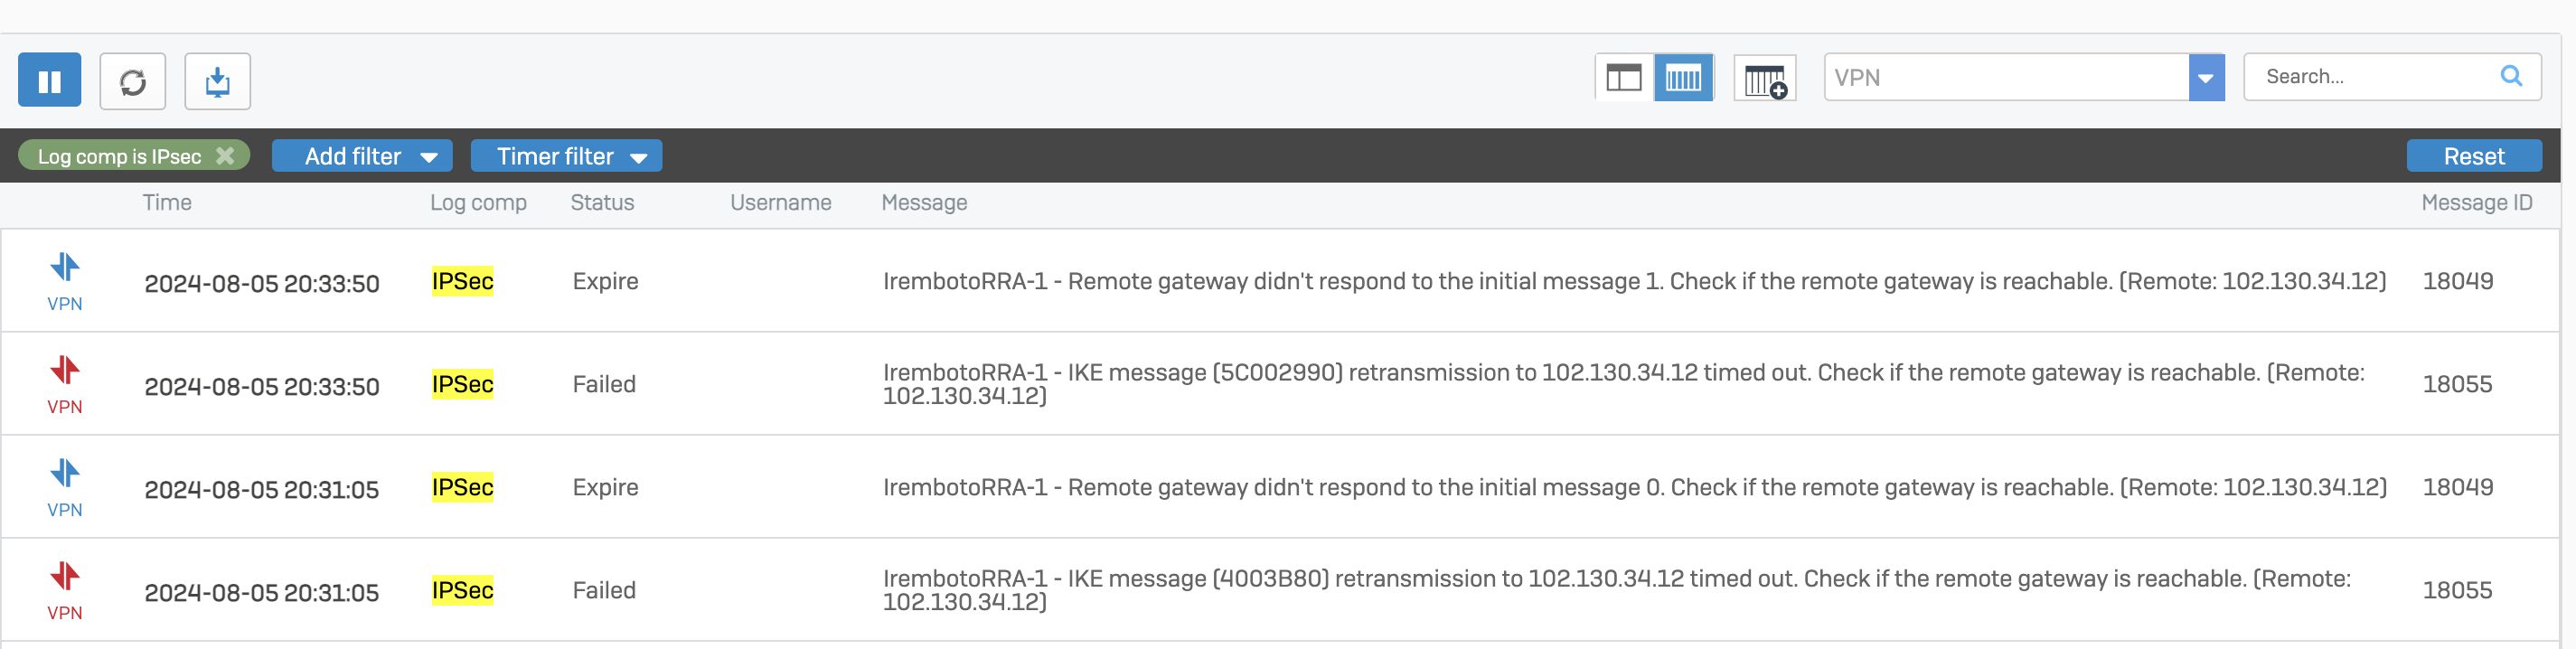 VPN
Search...
Log comp is IPsec
Add filter
Timer filter
Reset
Time Log comp Status Username Message Message ID
VPN 2024-08-05 20:33:50 IPSec Expire IrembotoRRA-1 - Remote gateway didn't respond to the initial message 1. Check if the remote gateway is reachable. (Remote: 102.130.34.12) 18049
VPN 2024-08-05 20:33:50 IPSec Failed IrembotoRRA-1 - IKE message (5C002990) retransmission to 102.130.34.12 timed out. Check if the remote gateway is reachable. (Remote:
102.130.34.12) 18055
VPN 2024-08-05 20:31:05 IPSec Expire IrembotoRRA-1 - Remote gateway didn't respond to the initial message 0. Check if the remote gateway is reachable. (Remote: 102.130.34.12) 18049
VPN 2024-08-05 20:31:05 IPSec Failed IrembotoRRA-1 - IKE message (4003B80) retransmission to 102.130.34.12 timed out. Check if the remote gateway is reachable. (Remote:
102.130.34.12) 18055